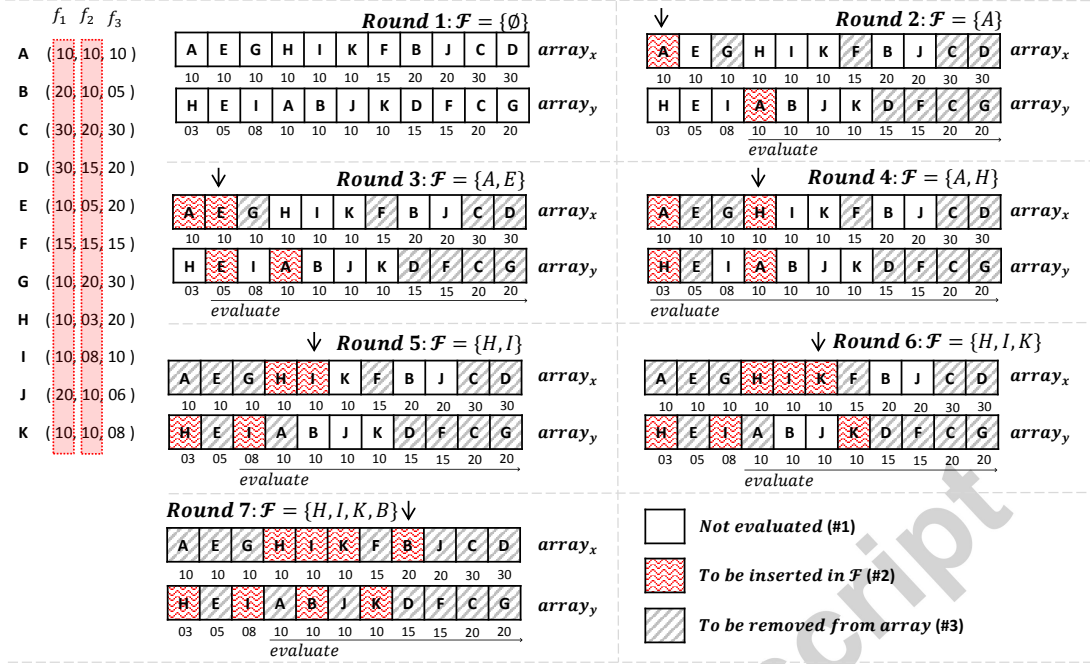 f₁ f₂ f₃
A ( 10, 10, 10 )
B ( 20, 10, 05 )
C ( 30, 20, 30 )
D ( 30, 15, 20 )
E ( 10, 05, 20 )
F ( 15, 15, 15 )
G ( 10, 20, 30 )
H ( 10, 03, 20 )
I ( 10, 08, 10 )
J ( 20, 10, 06 )
K ( 10, 10, 08 )
Round 1: ℱ = {∅}
A E G H I K F B J C D array_x
10 10 10 10 10 10 15 20 20 30 30
H E I A B J K D F C G array_y
03 05 08 10 10 10 10 15 15 20 20
Round 2: ℱ = {A}
A E G H I K F B J C D array_x
10 10 10 10 10 10 15 20 20 30 30
H E I A B J K D F C G array_y
03 05 08 10 10 10 10 15 15 20 20
evaluate
Round 3: ℱ = {A, E}
A E G H I K F B J C D array_x
10 10 10 10 10 10 15 20 20 30 30
H E I A B J K D F C G array_y
03 05 08 10 10 10 10 15 15 20 20
evaluate
Round 4: ℱ = {A, H}
A E G H I K F B J C D array_x
10 10 10 10 10 10 15 20 20 30 30
H E I A B J K D F C G array_y
03 05 08 10 10 10 10 15 15 20 20
evaluate
Round 5: ℱ = {H, I}
A E G H I K F B J C D array_x
10 10 10 10 10 10 15 20 20 30 30
H E I A B J K D F C G array_y
03 05 08 10 10 10 10 15 15 20 20
evaluate
Round 6: ℱ = {H, I, K}
A E G H I K F B J C D array_x
10 10 10 10 10 10 15 20 20 30 30
H E I A B J K D F C G array_y
03 05 08 10 10 10 10 15 15 20 20
evaluate
Round 7: ℱ = {H, I, K, B}
A E G H I K F B J C D array_x
10 10 10 10 10 10 15 20 20 30 30
H E I A B J K D F C G array_y
03 05 08 10 10 10 10 15 15 20 20
evaluate
Not evaluated (#1)
To be inserted in ℱ (#2)
To be removed from array (#3)
script